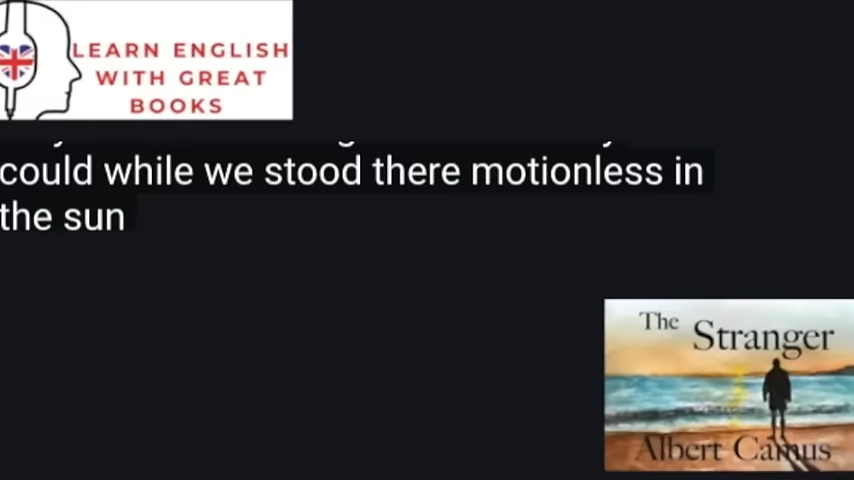 LEARN ENGLISH
WITH GREAT
BOOKS
could while we stood there motionless in
the sun
The Stranger
Albert Camus